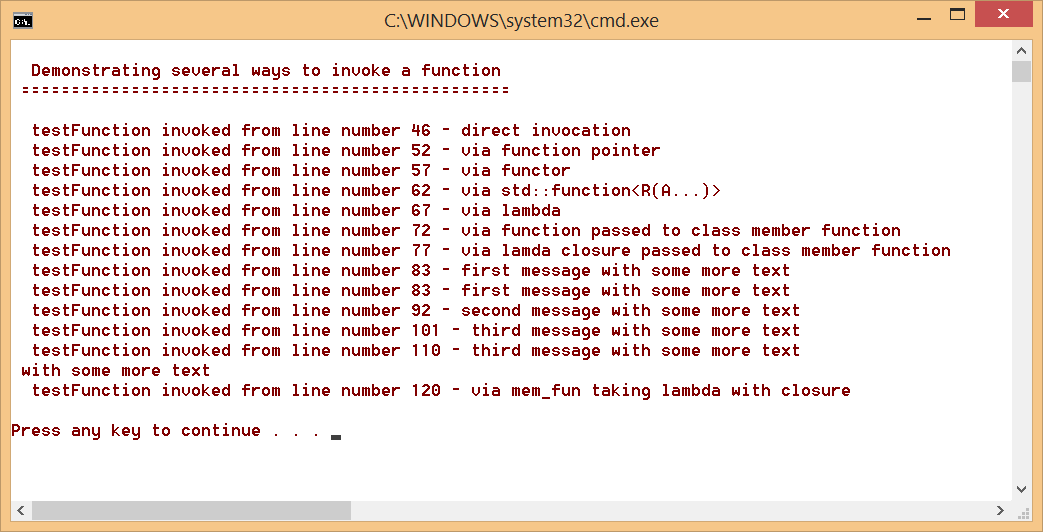 C:\WINDOWS\system32\cmd.exe
Demonstrating several ways to invoke a function
=================================================
testFunction invoked from line number 46 - direct invocation
testFunction invoked from line number 52 - via function pointer
testFunction invoked from line number 57 - via functor
testFunction invoked from line number 62 - via std::function<R(A...)>
testFunction invoked from line number 67 - via lambda
testFunction invoked from line number 72 - via function passed to class member function
testFunction invoked from line number 77 - via lamda closure passed to class member function
testFunction invoked from line number 83 - first message with some more text
testFunction invoked from line number 83 - first message with some more text
testFunction invoked from line number 92 - second message with some more text
testFunction invoked from line number 101 - third message with some more text
testFunction invoked from line number 110 - third message with some more text
with some more text
testFunction invoked from line number 120 - via mem_fun taking lambda with closure
Press any key to continue . . .